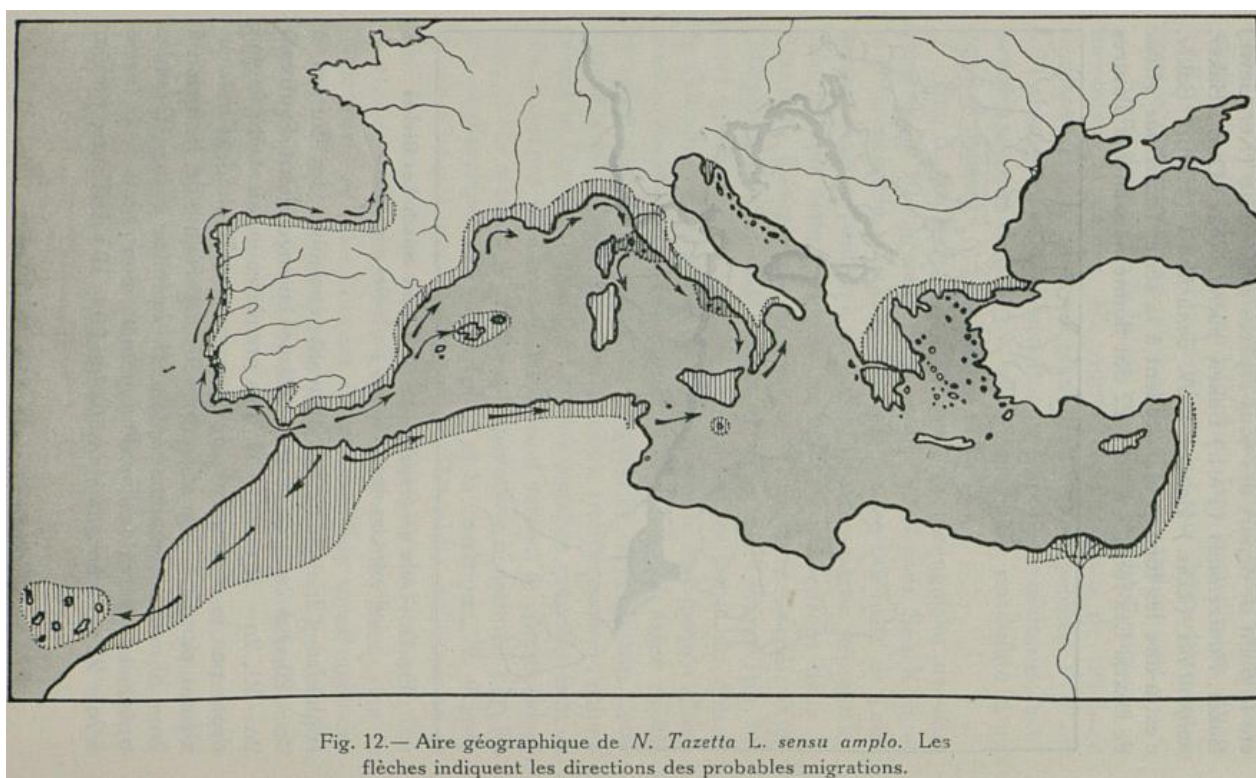 Fig. 12.— Aire géographique de N. Tazetta L. sensu amplo. Les
flèches indiquent les directions des probables migrations.